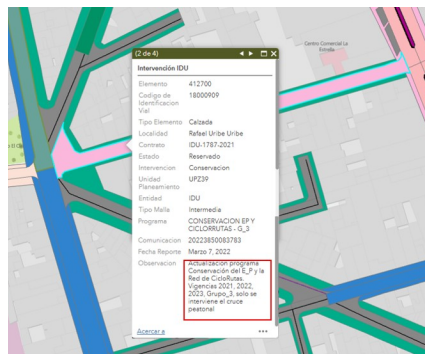 Centro Comercial La
Estrella
(2 de 4)
Intervención IDU
Elemento 412700
Codigo de Identificacion Vial 18000909
Tipo Elemento Calzada
Localidad Rafael Uribe Uribe
Contrato IDU-1787-2021
Estado Reservado
Intervencion Conservacion
Unidad Planeamiento UPZ39
Entidad IDU
Tipo Malla Intermedia
Programa CONSERVACION EP Y
CICLORRUTAS - G_3
Comunicacion 20223850083783
Fecha Reporte Marzo 7, 2022
Observacion Actualización programa
Conservación del E_P y la
Red de CicloRutas.
Vigencias 2021, 2022,
2023, Grupo_3, solo se
interviene el cruce
peatonal
Acercar a